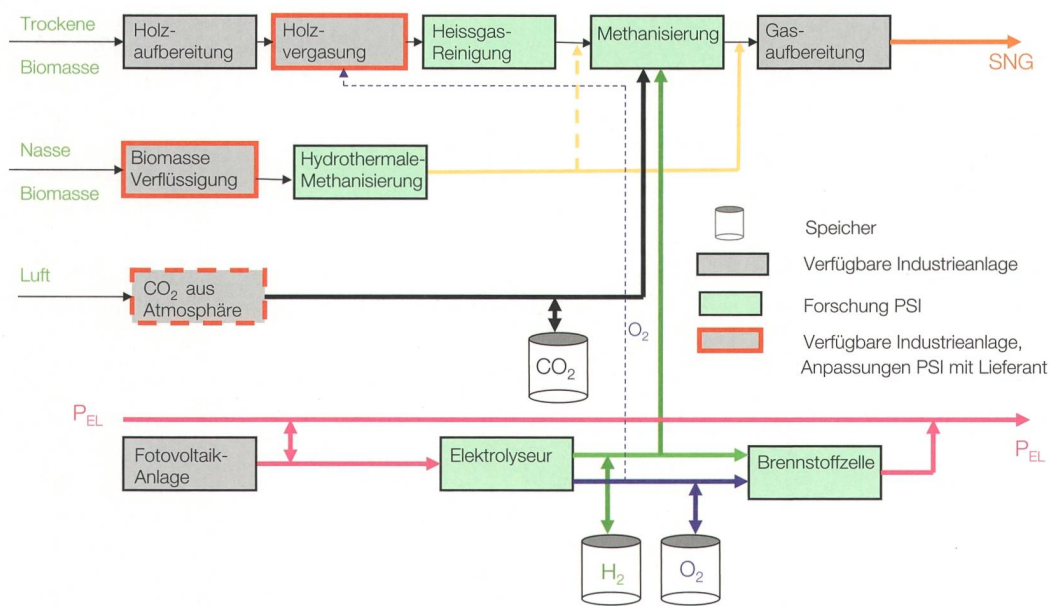 Trockene
Biomasse
Holz-
aufbereitung
Holz-
vergasung
Heissgas-
Reinigung
Methanisierung
Gas-
aufbereitung
SNG
Nasse
Biomasse
Biomasse
Verflüssigung
Hydrothermale-
Methanisierung
Speicher
Verfügbare Industrieanlage
Forschung PSI
Verfügbare Industrieanlage,
Anpassungen PSI mit Lieferant
Luft
CO₂ aus
Atmosphäre
O₂
CO₂
P_EL
P_EL
Fotovoltaik-
Anlage
Elektrolyseur
Brennstoffzelle
H₂
O₂